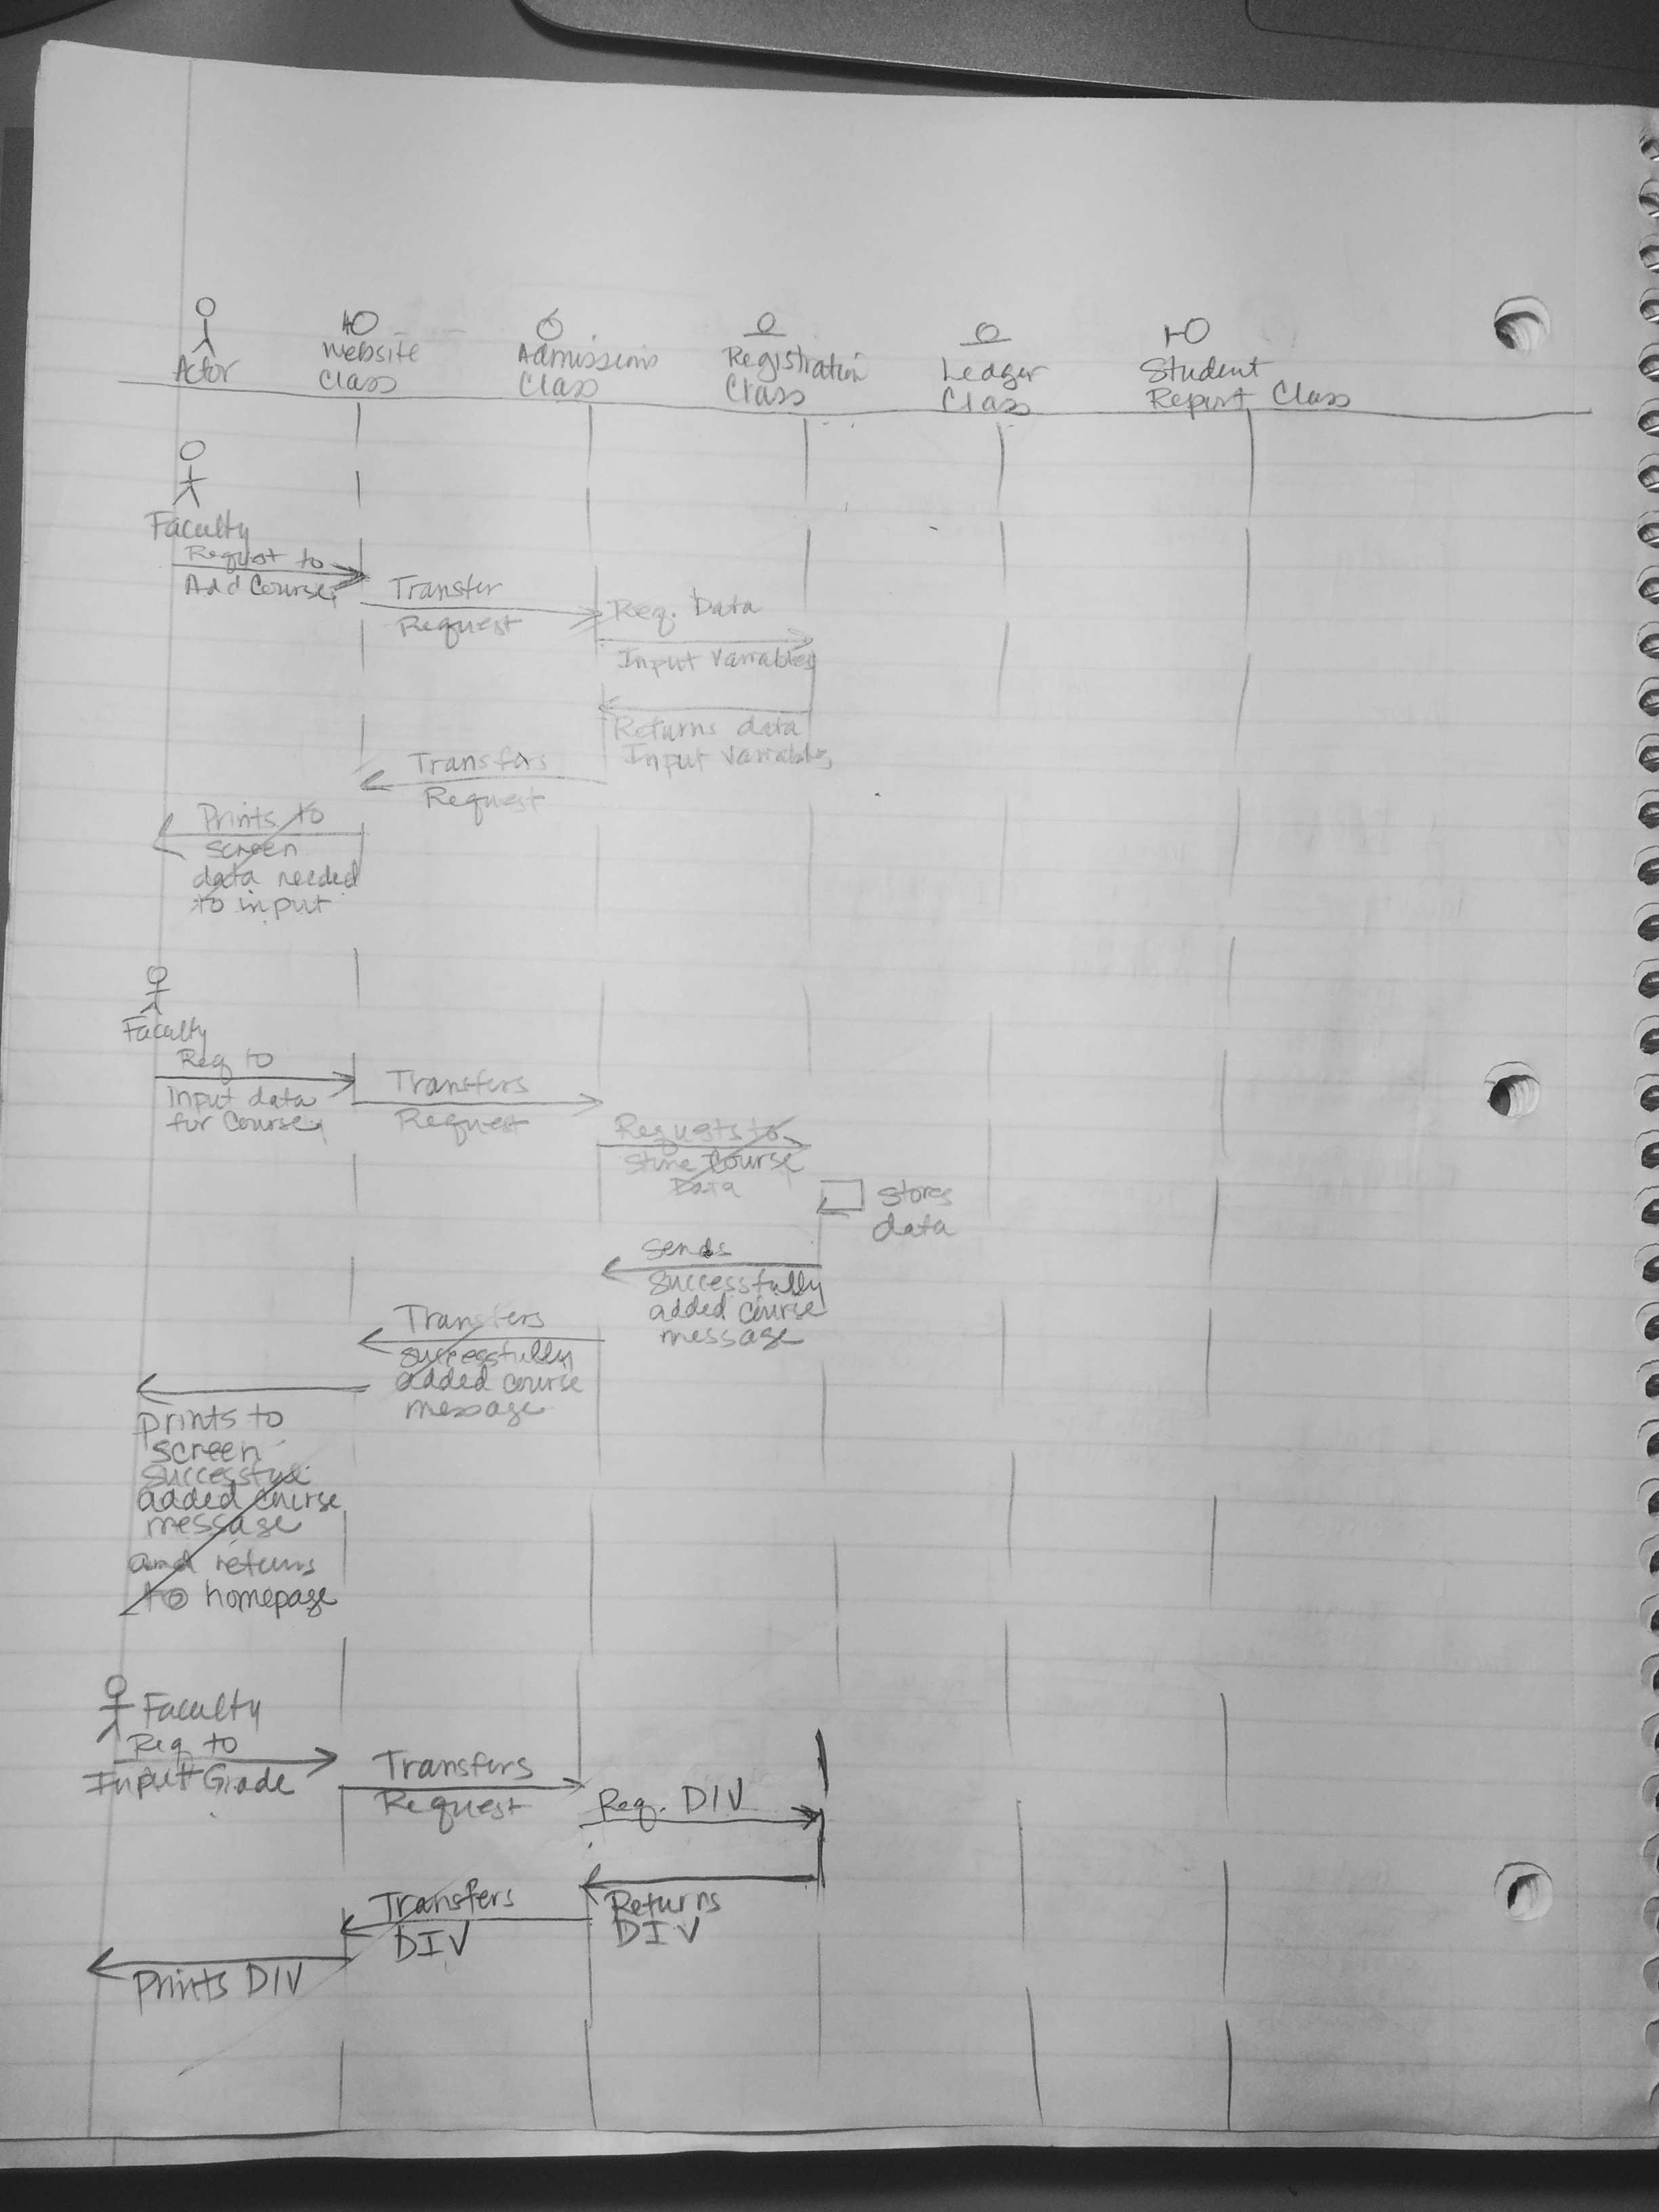 Actor
Website
Class
Admissions
Class
Registration
Class
Ledger
Class
Student
Report Class
Faculty
Request to
Add Course
Transfer
Request
Req. Data
Input Variables
Returns data
Input Variables
Transfers
Request
Prints to
screen
data needed
to input
Faculty
Req to
input data
for Course
Transfers
Request
Requests to
Store Course
Data
Stores
data
Sends
Successfully
added course
message
Transfers
successfully
added course
message
prints to
screen
successful
added course
message
and returns
to homepage
Faculty
Req to
Input Grade
Transfers
Request
Req. DIV
Returns
DIV
Transfers
DIV
Prints DIV